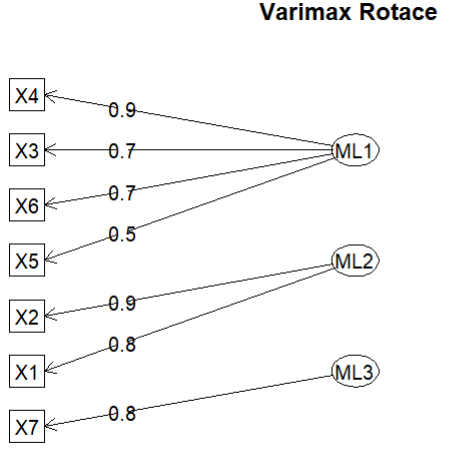 Varimax Rotace
X4
0.9
X3
0.7
ML1
X6
0.7
X5
0.5
ML2
X2
0.9
X1
0.8
ML3
X7
0.8